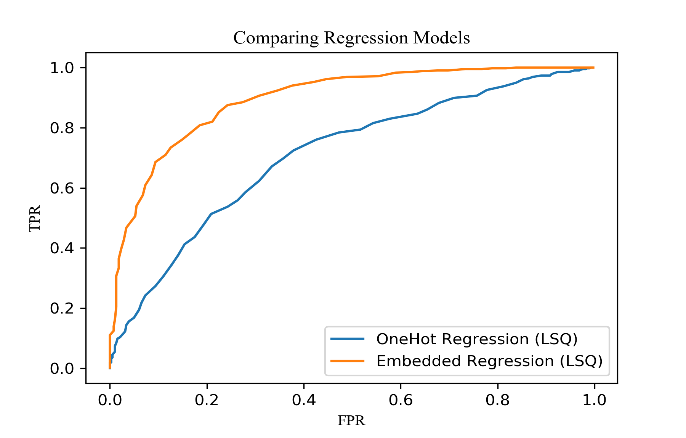 Comparing Regression Models
1.0
0.8
0.6
0.4
0.2
0.0
TPR
OneHot Regression (LSQ)
Embedded Regression (LSQ)
0.0 0.2 0.4 0.6 0.8 1.0
FPR